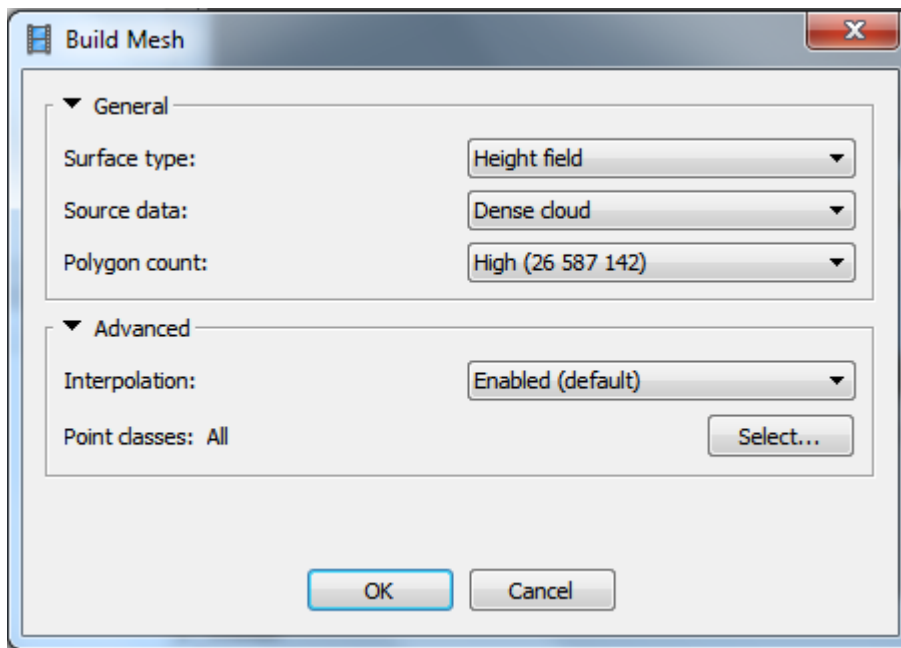 Build Mesh
General
Surface type: Height field
Source data: Dense cloud
Polygon count: High (26 587 142)
Advanced
Interpolation: Enabled (default)
Point classes: All Select...
OK Cancel